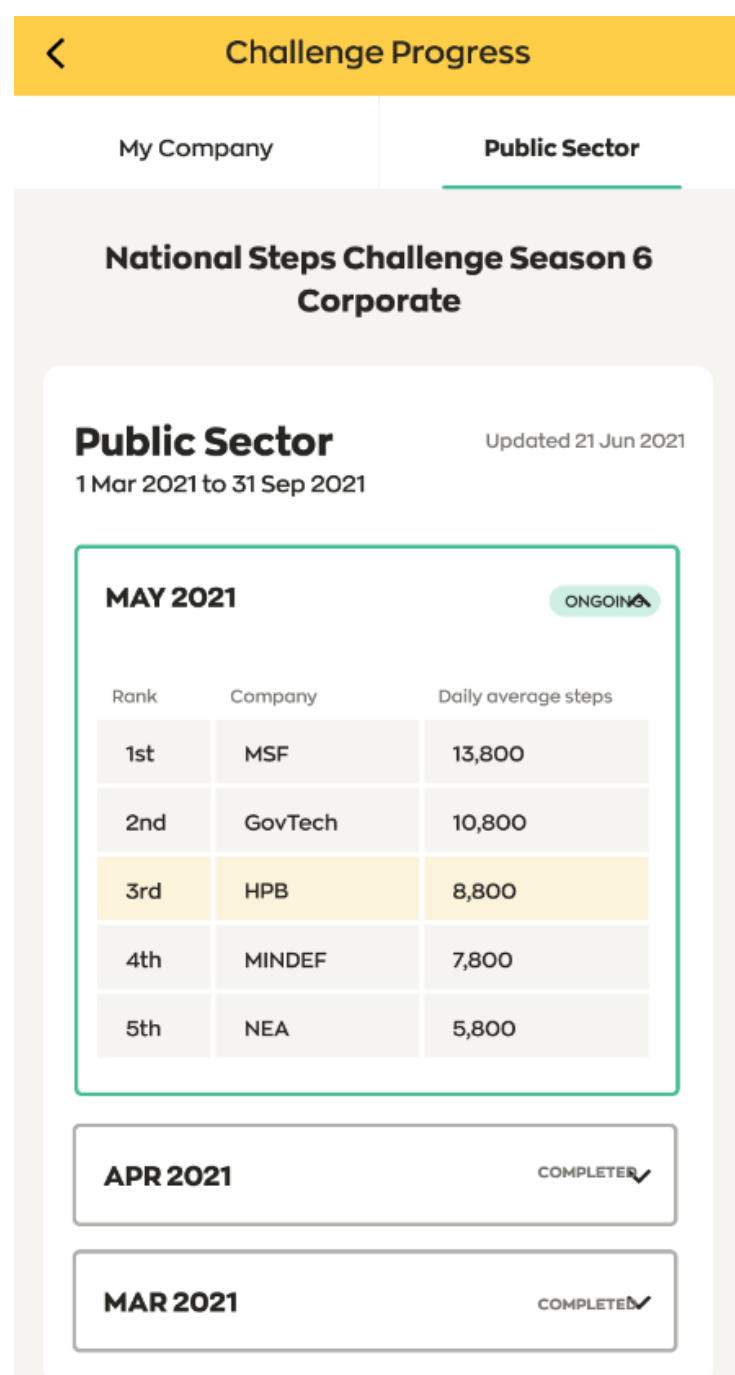 Challenge Progress
My Company Public Sector
National Steps Challenge Season 6
Corporate
Public Sector Updated 21 Jun 2021
1 Mar 2021 to 31 Sep 2021
MAY 2021 ONGOING
Rank Company Daily average steps
1st MSF 13,800
2nd GovTech 10,800
3rd HPB 8,800
4th MINDEF 7,800
5th NEA 5,800
APR 2021 COMPLETED
MAR 2021 COMPLETED